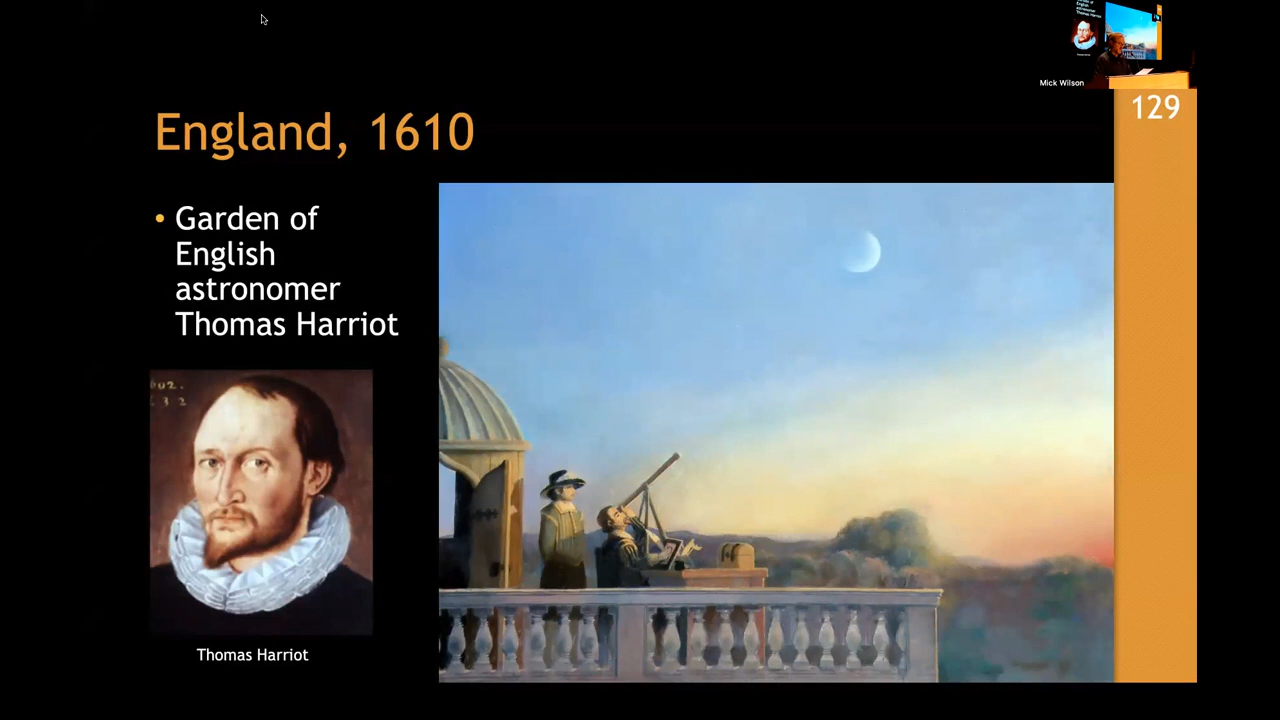 Mick Wilson
129
England, 1610
• Garden of
English
astronomer
Thomas Harriot
Thomas Harriot